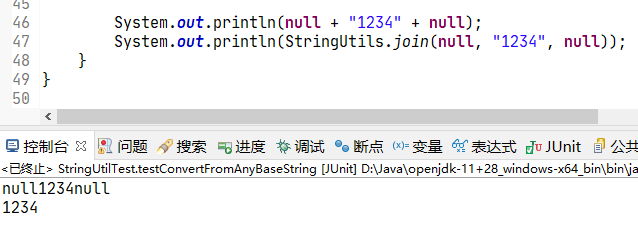 45
46 System.out.println(null + "1234" + null);
47 System.out.println(StringUtils.join(null, "1234", null));
48 }
49 }
50
控制台 问题 搜索 进度 调试 断点 变量 表达式 JUnit 公共
<已终止> StringUtilTest.testConvertFromAnyBaseString [JUnit] D:\Java\openjdk-11+28_windows-x64_bin\bin\ja
null1234null
1234